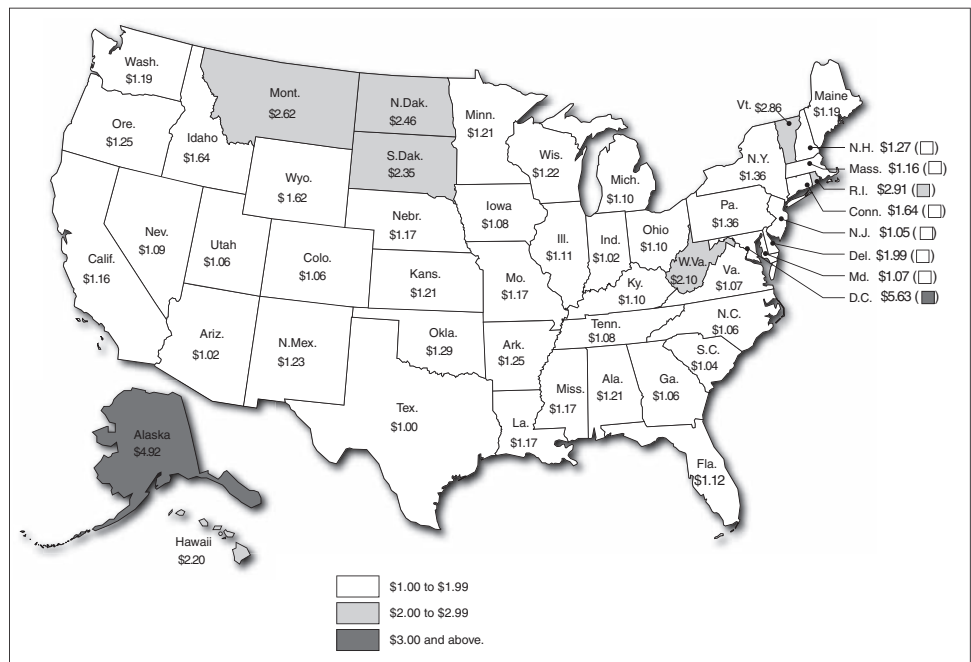 Wash.
$1.19
Ore.
$1.25
Calif.
$1.16
Nev.
$1.09
Idaho
$1.64
Mont.
$2.62
Wyo.
$ 1.62
Utah
$1.06
Colo.
$1.06
Ariz.
$1.02
N.Mex.
$1.23
N.Dak.
$2.46
S.Dak.
$2.35
Nebr.
$1.17
Kans.
$1.21
Okla.
$1.29
Tex.
$1.00
Minn.
$1.21
Iowa
$1.08
Mo.
$1.17
Ark.
$1.25
La.
$1.17
Wis.
$1.22
Ill.
$1.11
Mich.
$1.10
Ind.
$1.02
Ohio
$1.10
Ky.
$1.10
Tenn.
$1.08
Miss.
$1.17
Ala.
$1.21
Ga.
$1.06
Fla.
$1.12
S.C.
$1.04
N.C.
$1.06
Va.
$1.07
W.Va.
$2.10
Pa.
$1.36
N.Y.
$1.36
Vt. $2.86
Maine
$1.19
N.H. $1.27
Mass. $1.16
R.I. $2.91
Conn. $1.64
N.J. $1.05
Del. $1.99
Md. $1.07
D.C. $5.63
Alaska
$4.92
Hawaii
$2.20
$1.00 to $1.99
$2.00 to $2.99
$3.00 and above.